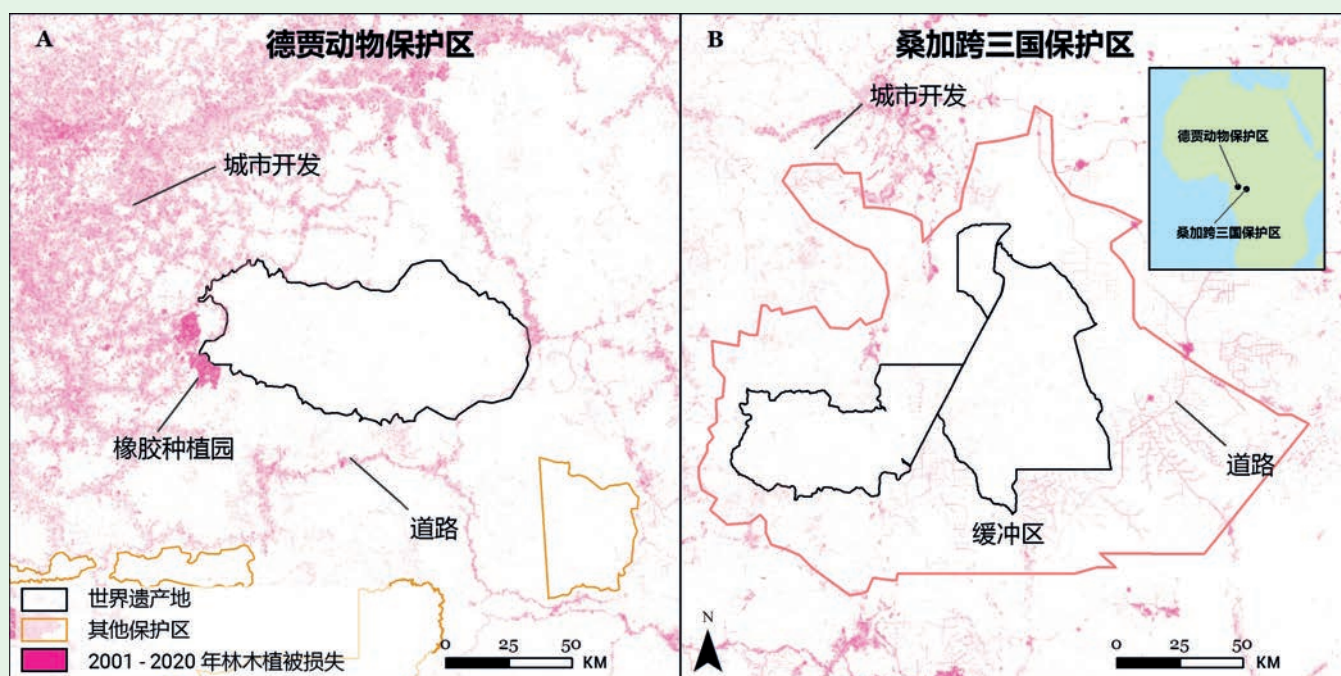 A
德贾动物保护区
城市开发
橡胶种植园
道路
世界遗产地
其他保护区
2001 - 2020 年林木植被损失
0 25 50
KM
B
桑加跨三国保护区
城市开发
德贾动物保护区
桑加跨三国保护区
道路
缓冲区
N
0 25 50
KM